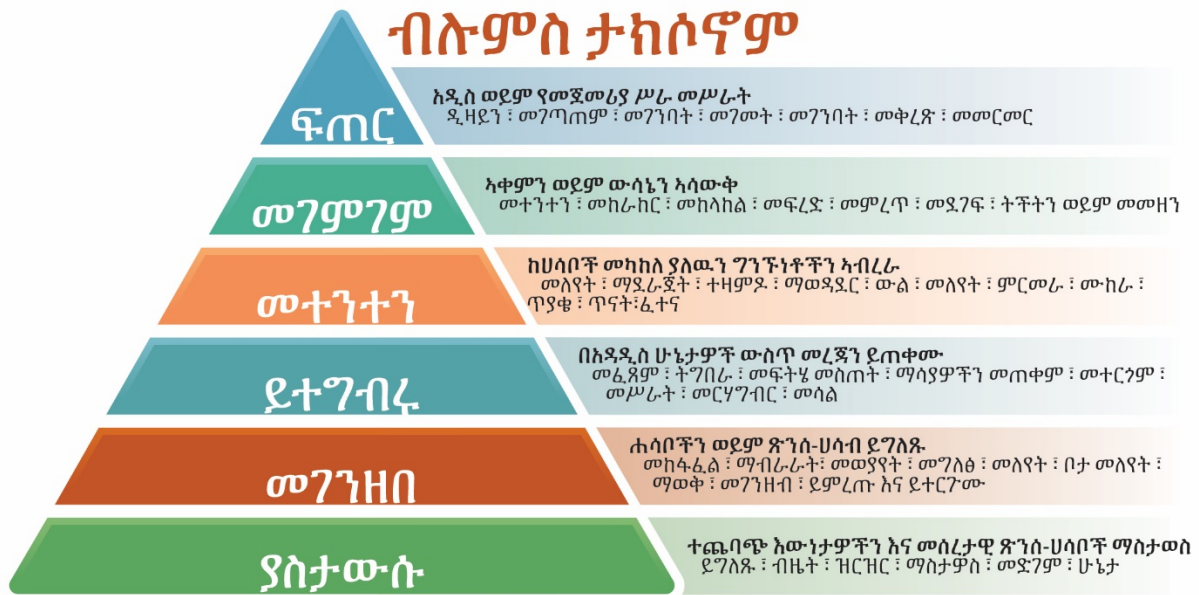 ብሉምስ ታክሶኖም
ፍጠር
አዲስ ወይም የመጀመሪያ ሥራ መሥራት
ዲዛይን ፣ መገጣጠም ፣ መገንባት ፣ መገመት ፣ መገንባት ፣ መቅረጽ ፣ መመርመር
መገምገም
ኣቀምን ወይም ውሳኔን ኣሳውቅ
መተንተን ፣ መከራከር ፣ መከላከል ፣ መፍረድ ፣ መምረጥ ፣ መደገፍ ፣ ትችትን ወይም መመዘን
መተንተን
ከሀሳቦች መካከለ ያለዉን ግንኙነቶችን ኣብረራ
መለየት ፣ ማደራጀት ፣ ተዛምዶ ፣ ማወዳደር ፣ ውል ፣ መለየት ፣ ምርመራ ፣ ሙከራ ፣
ጥያቄ ፣ ጥናት፣ፈተና
ይተግብሩ
በአዳዲስ ሁኔታዎች ውስጥ መረጃን ይጠቀሙ
መፈጸም ፣ ትግበራ ፣ መፍትሄ መስጠት ፣ ማሳያዎችን መጠቀም ፣ መተርጎም ፣
መሥራት ፣ መርሃግብር ፣ መሳል
መገንዘበ
ሐሳቦችን ወይም ጽንሰ-ሀሳብ ይግለጹ
መከፋፈል ፣ ማብራራት፣ መወያየት ፣ መግለፅ ፣ መለየት ፣ ቦታ መለየት ፣
ማወቅ ፣ መገንዘብ ፣ ይምረጡ እና ይተርጉሙ
ያስታውሱ
ተጨባጭ እውነታዎችን እና መሰረታዊ ጽንሰ-ሀሳቦች ማስታወስ
ይግለጹ ፣ ብዜት ፣ ዝርዝር ፣ ማስታዎስ ፣ መድገም ፣ ሁኔታ